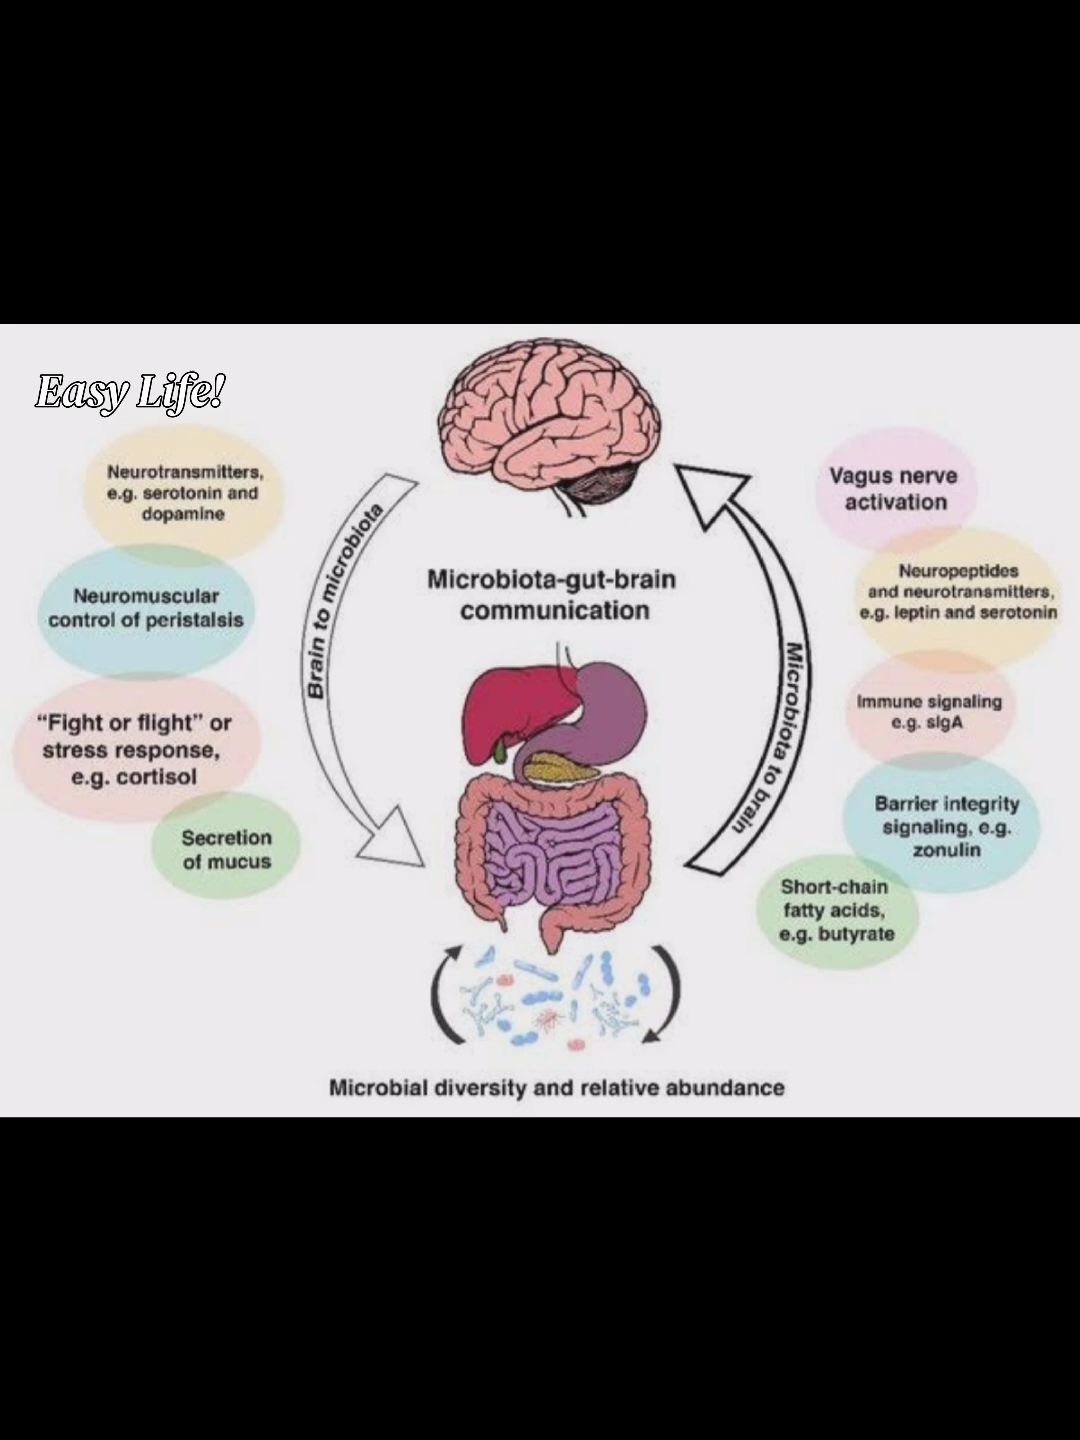 Easy Life!
Neurotransmitters,
e.g. serotonin and
dopamine
Neuromuscular
control of peristalsis
“Fight or flight” or
stress response,
e.g. cortisol
Secretion
of mucus
Brain to microbiota
Microbiota-gut-brain
communication
Microbiota to brain
Vagus nerve
activation
Neuropeptides
and neurotransmitters,
e.g. leptin and serotonin
Immune signaling
e.g. sIgA
Barrier integrity
signaling, e.g.
zonulin
Short-chain
fatty acids,
e.g. butyrate
Microbial diversity and relative abundance